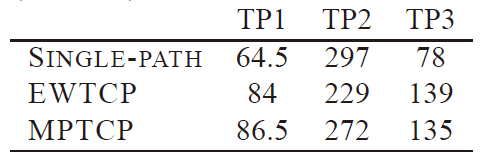 TP1 TP2 TP3
SINGLE-PATH 64.5 297 78
EWTCP 84 229 139
MPTCP 86.5 272 135